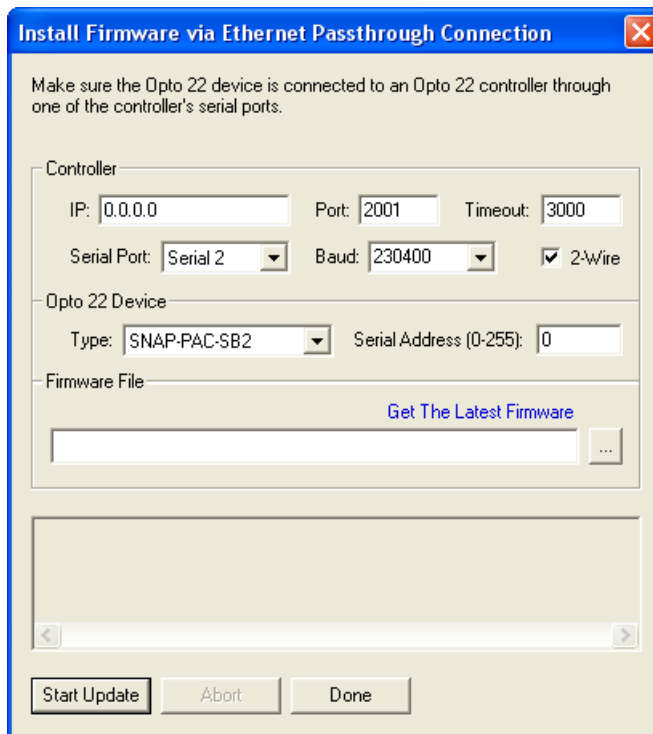 Install Firmware via Ethernet Passthrough Connection
Make sure the Opto 22 device is connected to an Opto 22 controller through
one of the controller's serial ports.
Controller
IP: 0.0.0.0 Port: 2001 Timeout: 3000
Serial Port: Serial 2 Baud: 230400 2-Wire
Opto 22 Device
Type: SNAP-PAC-SB2 Serial Address (0-255): 0
Firmware File
Get The Latest Firmware
...
Start Update Abort Done